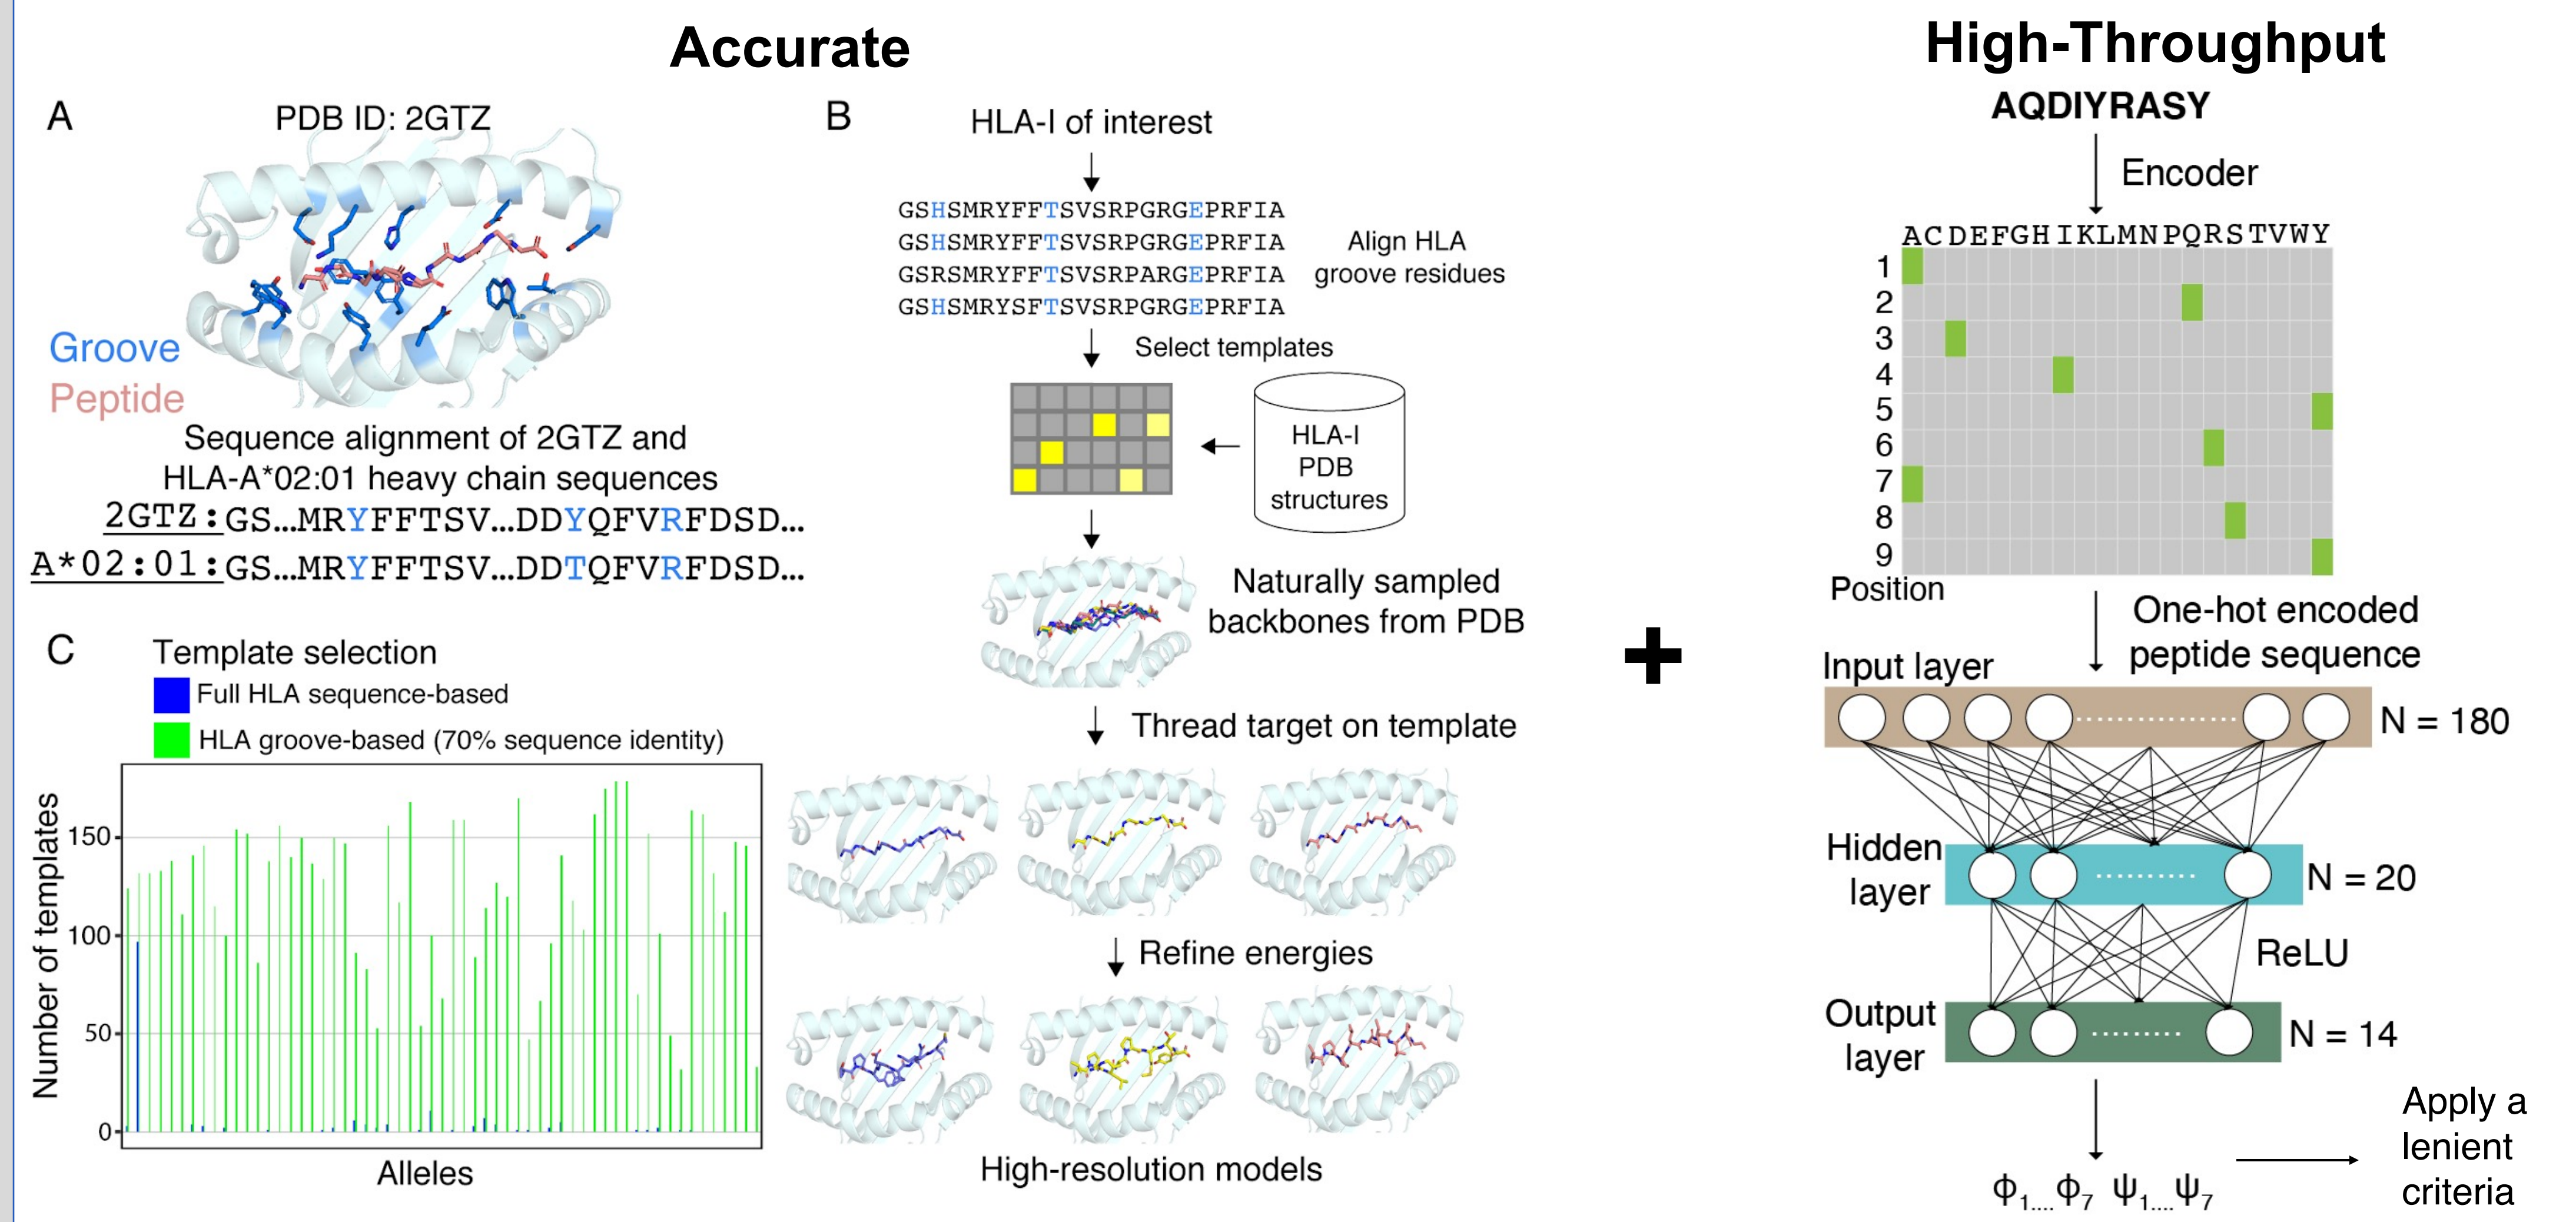 Accurate
High-Throughput
A
PDB ID: 2GTZ
Groove
Peptide
Sequence alignment of 2GTZ and
HLA-A*02:01 heavy chain sequences
2GTZ:GS…MRYFFTSV…DDYQFVRFDSD…
A*02:01:GS…MRYFFTSV…DDTQFVRFDSD…
B
HLA-I of interest
GSHSMRYFFTSVSRPGRGEPRFIA
GSHSMRYFFTSVSRPGRGEPRFIA
GSRSMRYFFTSVSRPARGEPRFIA
GSHSMRYSFTSVSRPGRGEPRFIA
Align HLA
groove residues
Select templates
HLA-I
PDB
structures
Naturally sampled
backbones from PDB
Thread target on template
Refine energies
High-resolution models
C
Template selection
Full HLA sequence-based
HLA groove-based (70% sequence identity)
Number of templates
150
100
50
0
Alleles
+
AQDIYRASY
Encoder
ACDEFGHIKLMNPQRSTVWY
1
2
3
4
5
6
7
8
9
Position
One-hot encoded
peptide sequence
Input layer
N = 180
Hidden
layer
N = 20
ReLU
Output
layer
N = 14
ϕ1....ϕ7 ψ1....ψ7
Apply a
lenient
criteria